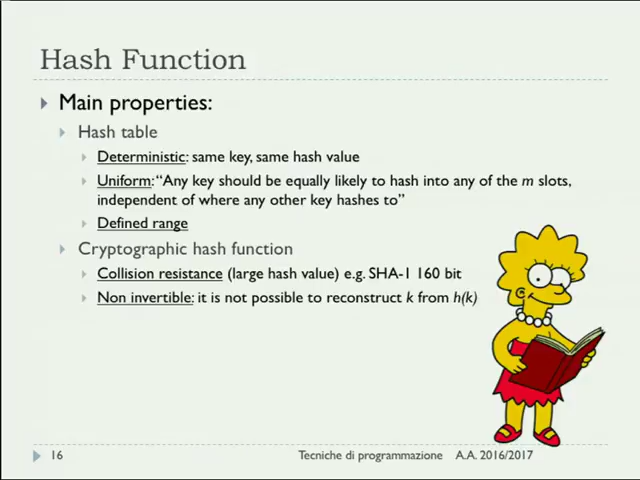 Hash Function
Main properties:
Hash table
Deterministic: same key, same hash value
Uniform: “Any key should be equally likely to hash into any of the m slots,
independent of where any other key hashes to”
Defined range
Cryptographic hash function
Collision resistance (large hash value) e.g. SHA-1 160 bit
Non invertible: it is not possible to reconstruct k from h(k)
16 Tecniche di programmazione A.A. 2016/2017